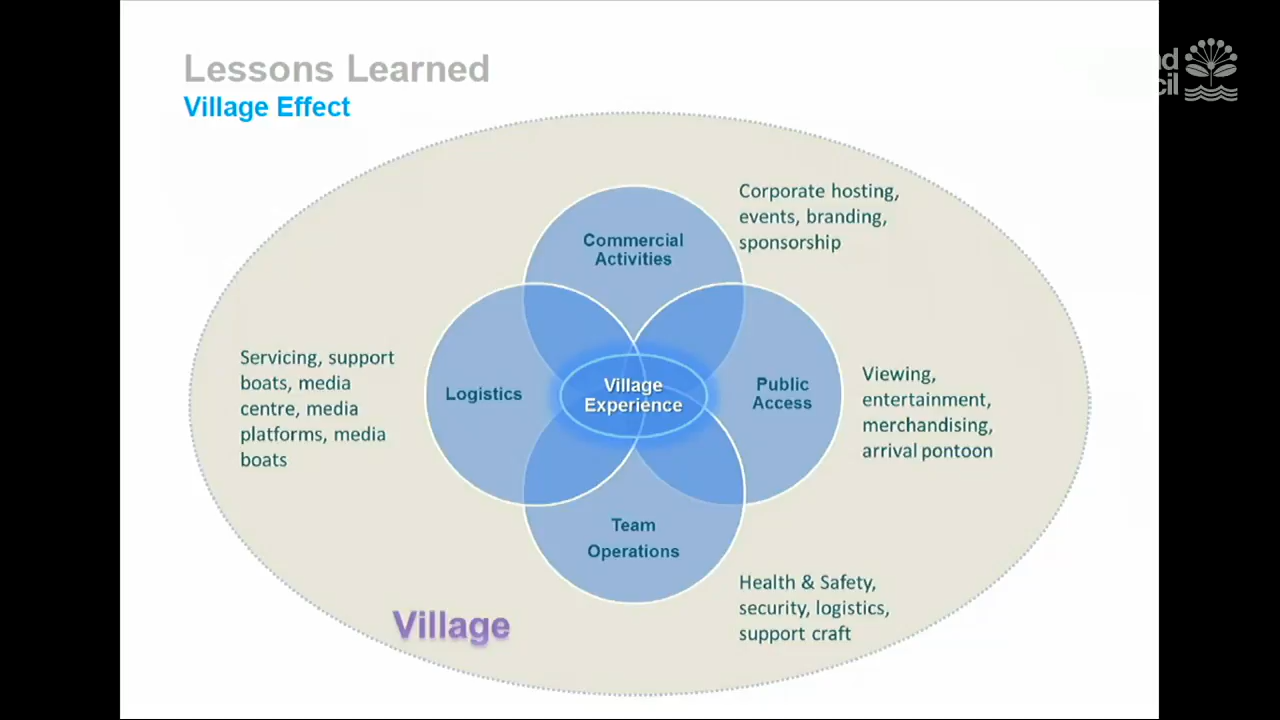 Lessons Learned
Village Effect
Corporate hosting,
events, branding,
sponsorship
Commercial
Activities
Servicing, support
boats, media
centre, media
platforms, media
boats
Logistics
Village
Experience
Public
Access
Viewing,
entertainment,
merchandising,
arrival pontoon
Team
Operations
Health & Safety,
security, logistics,
support craft
Village